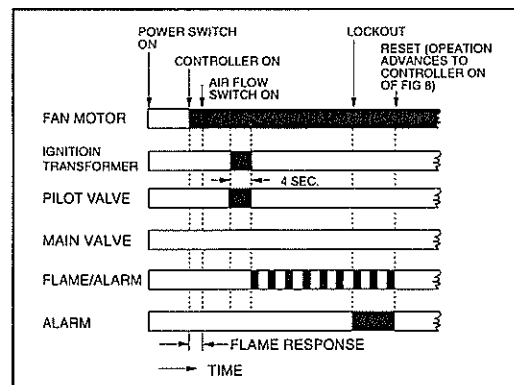 POWER SWITCH
ON
CONTROLLER ON
AIR FLOW
SWITCH ON
LOCKOUT
RESET (OPEATION
ADVANCES TO
CONTROLLER ON
OF FIG 8)
FAN MOTOR
IGNITIOIN
TRANSFORMER
4 SEC.
PILOT VALVE
MAIN VALVE
FLAME/ALARM
ALARM
FLAME RESPONSE
TIME